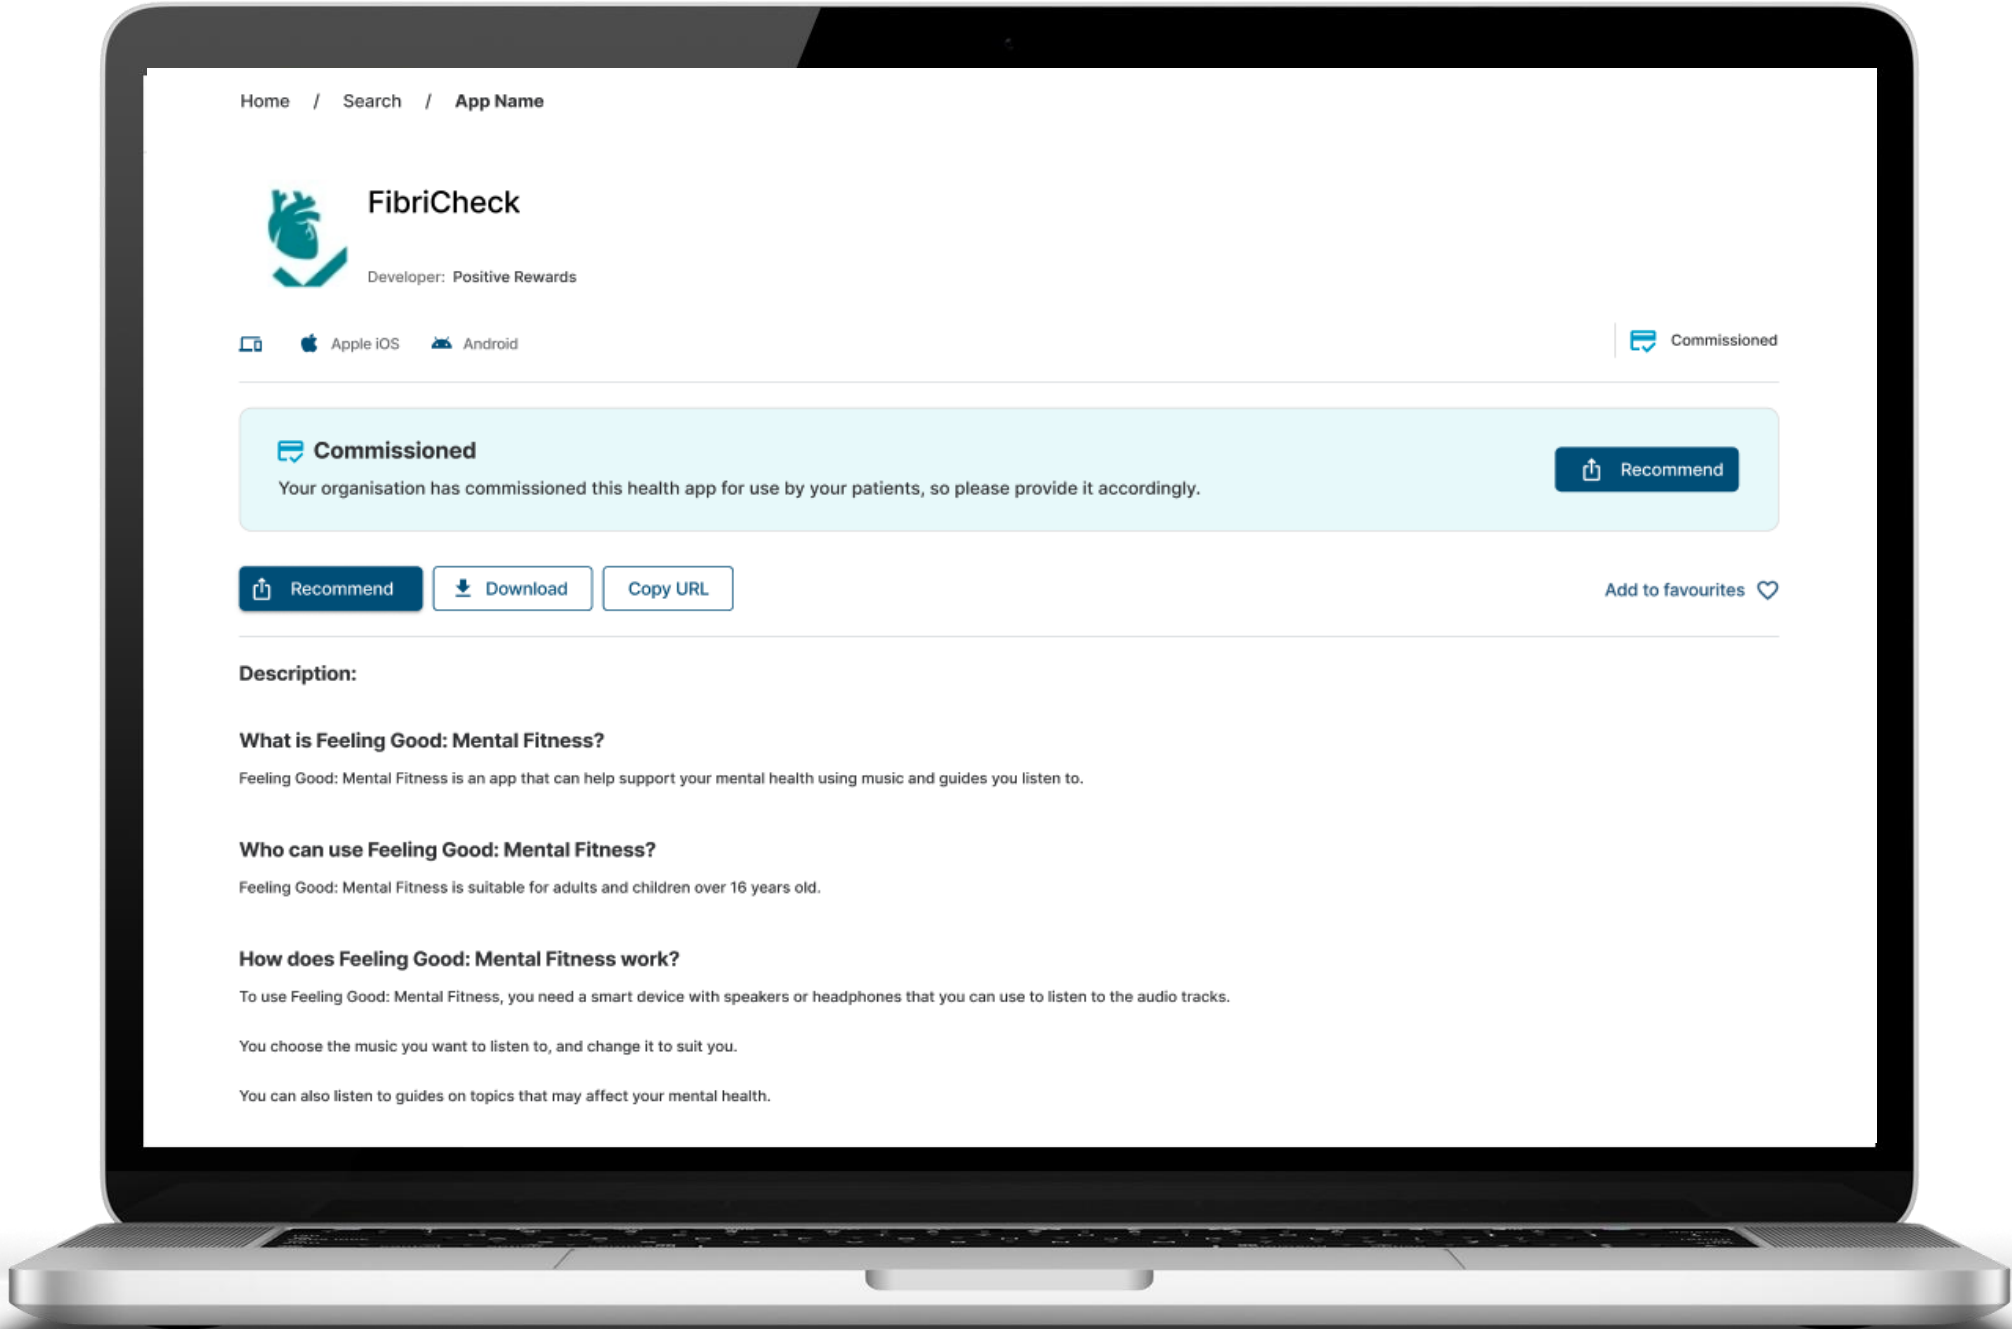 Home / Search / App Name
FibriCheck
Developer: Positive Rewards
Apple iOS Android
Commissioned
Commissioned
Your organisation has commissioned this health app for use by your patients, so please provide it accordingly.
Recommend
Recommend Download Copy URL
Add to favourites
Description:
What is Feeling Good: Mental Fitness?
Feeling Good: Mental Fitness is an app that can help support your mental health using music and guides you listen to.
Who can use Feeling Good: Mental Fitness?
Feeling Good: Mental Fitness is suitable for adults and children over 16 years old.
How does Feeling Good: Mental Fitness work?
To use Feeling Good: Mental Fitness, you need a smart device with speakers or headphones that you can use to listen to the audio tracks.
You choose the music you want to listen to, and change it to suit you.
You can also listen to guides on topics that may affect your mental health.